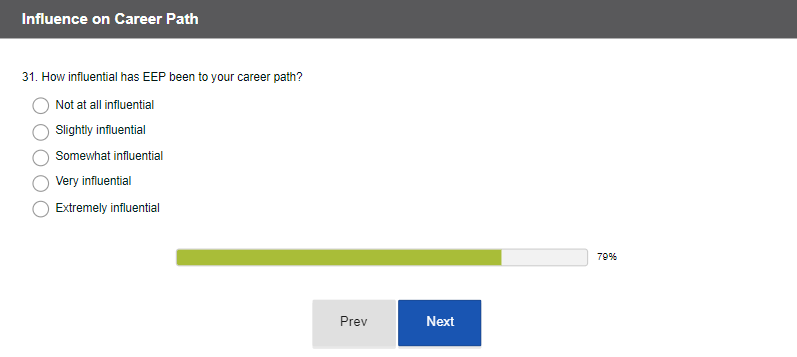 Influence on Career Path
31. How influential has EEP been to your career path?
Not at all influential
Slightly influential
Somewhat influential
Very influential
Extremely influential
79%
Prev
Next